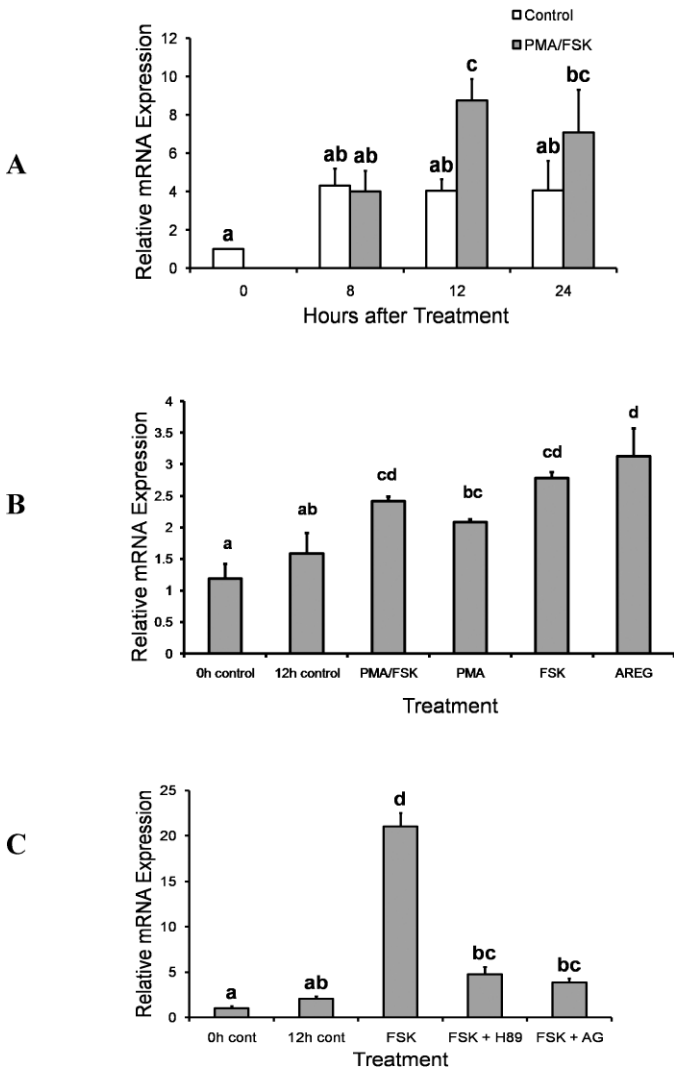 Control
PMA/FSK
A
Relative mRNA Expression
12
10
8
6
4
2
0
a
ab ab
ab
c
ab
bc
0 8 12 24
Hours after Treatment
B
Relative mRNA Expression
4
3.5
3
2.5
2
1.5
1
0.5
0
a
ab
cd
bc
cd
d
0h control 12h control PMA/FSK PMA FSK AREG
Treatment
C
Relative mRNA Expression
25
20
15
10
5
0
a
ab
d
bc
bc
0h cont 12h cont FSK FSK + H89 FSK + AG
Treatment